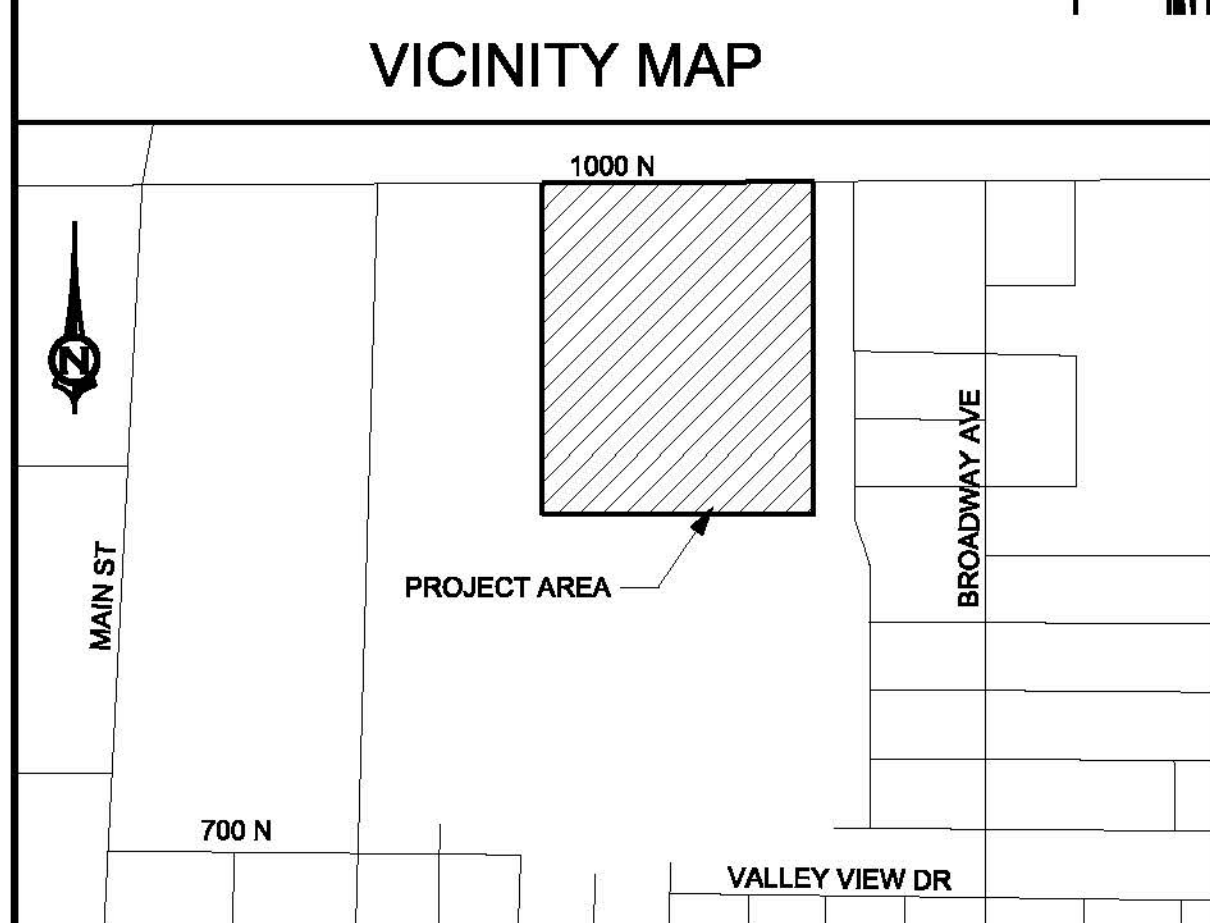 VICINITY MAP
1000 N
N
BROADWAY AVE
MAIN ST
PROJECT AREA
700 N
VALLEY VIEW DR